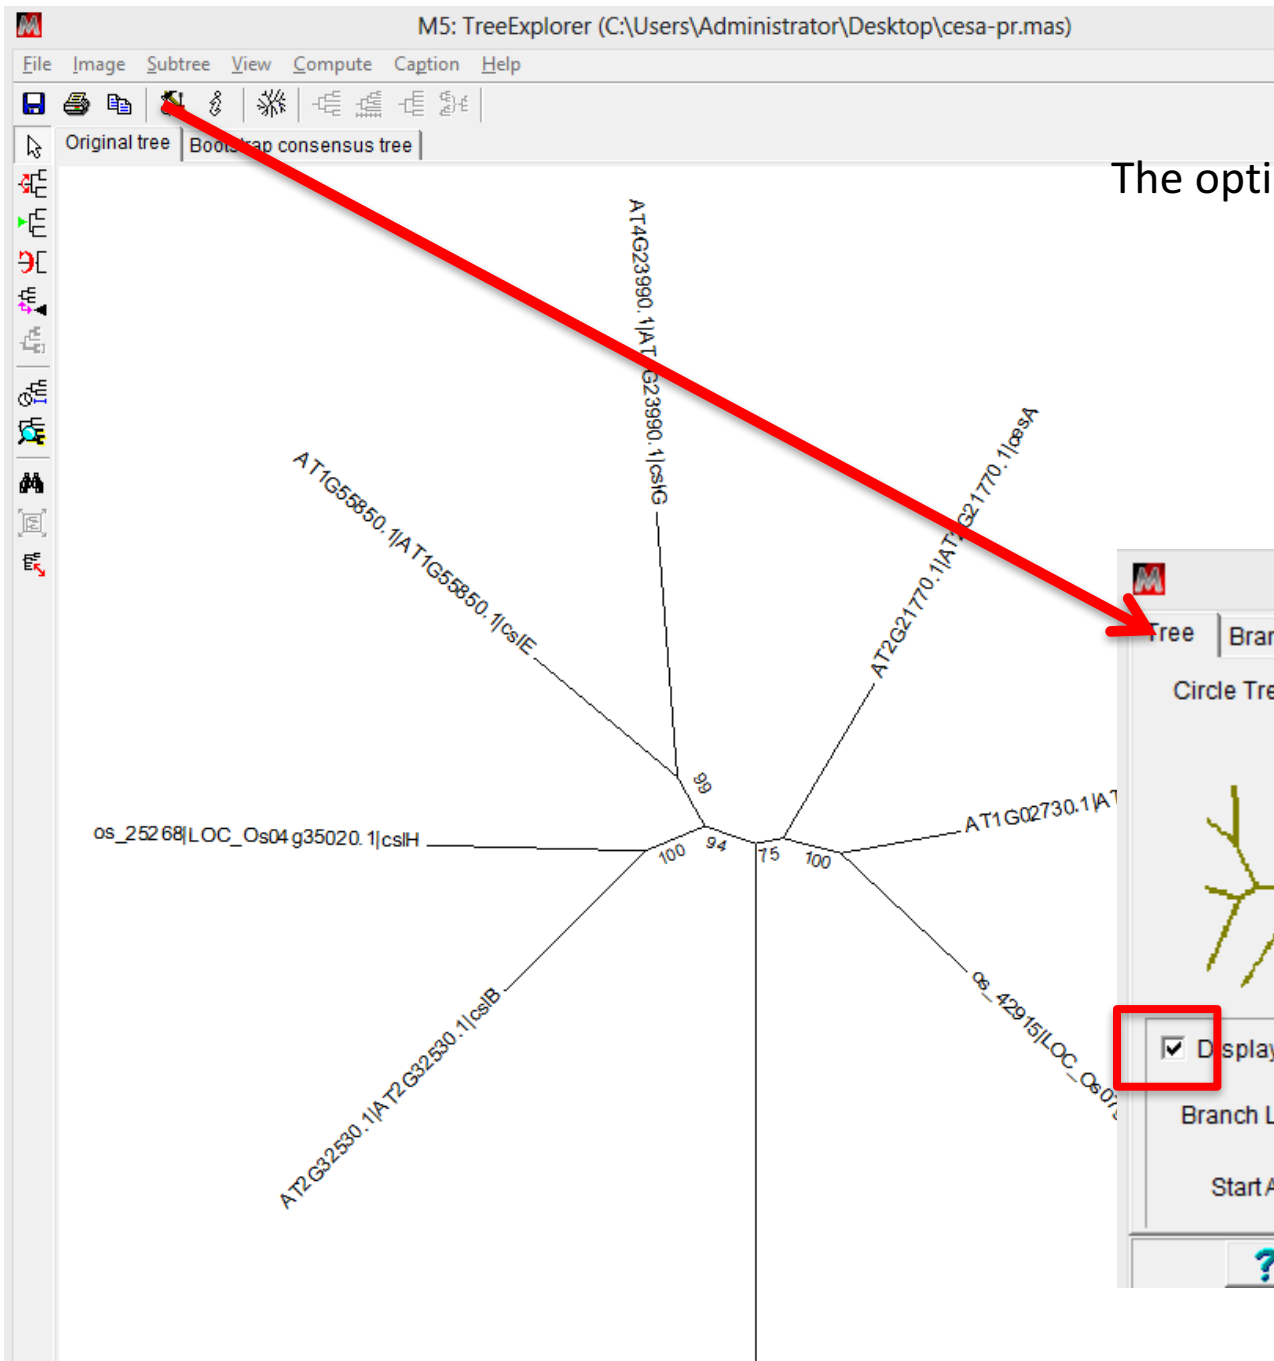 M5: TreeExplorer (C:\Users\Administrator\Desktop\cesa-pr.mas)
File Image Subtree View Compute Caption Help
Original tree Bootstrap consensus tree
The opti
AT4G23990.1|AT4G23990.1|cslG
AT2G21770.1|AT2G21770.1|cesA
AT1G55850.1|AT1G55850.1|cslE
Tree Bran
Circle Tre
99
AT1G02730.1|AT
os_25268|LOC_Os04g35020.1|cslH
100 94 75 100
os_42915|LOC_Os07g
AT2G32530.1|AT2G32530.1|cslB
Display
Branch L
Start A
?